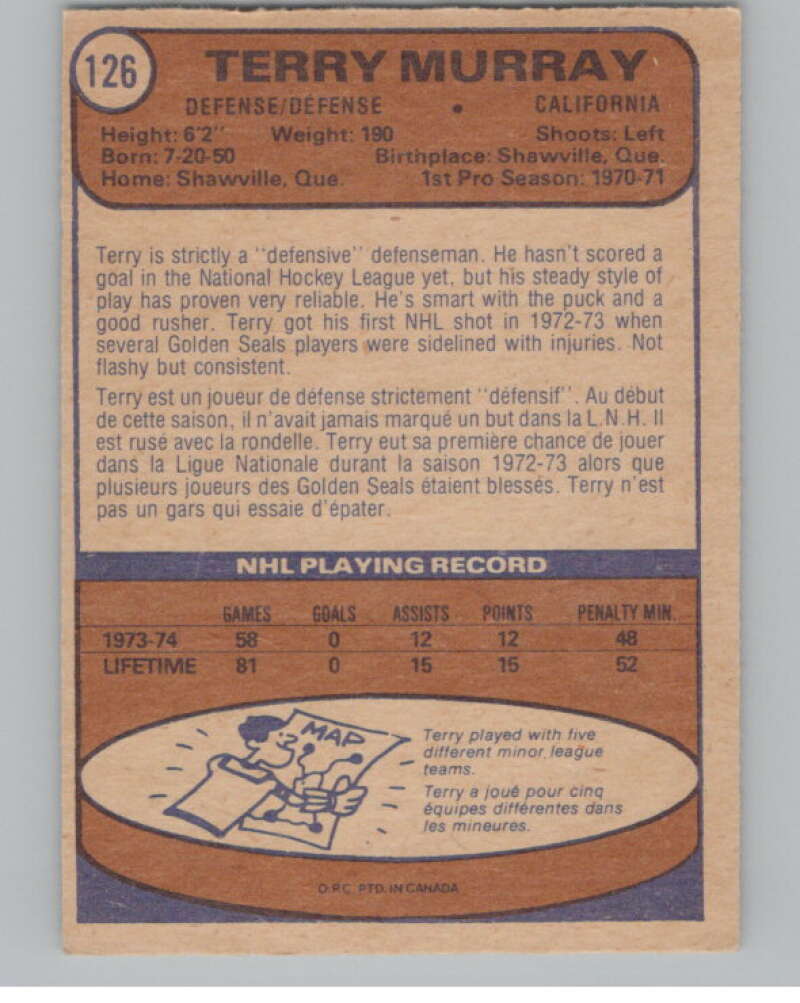 126
TERRY MURRAY
DEFENSE/DÉFENSE • CALIFORNIA
Height: 6'2" Weight: 190 Shoots: Left
Born: 7-20-50 Birthplace: Shawville, Que.
Home: Shawville, Que. 1st Pro Season: 1970-71
Terry is strictly a "defensive" defenseman. He hasn't scored a
goal in the National Hockey League yet, but his steady style of
play has proven very reliable. He's smart with the puck and a
good rusher. Terry got his first NHL shot in 1972-73 when
several Golden Seals players were sidelined with injuries. Not
flashy but consistent.
Terry est un joueur de défense strictement "défensif". Au début
de cette saison, il n'avait jamais marqué un but dans la L.N.H. Il
est rusé avec la rondelle. Terry eut sa première chance de jouer
dans la Ligue Nationale durant la saison 1972-73 alors que
plusieurs joueurs des Golden Seals étaient blessés. Terry n'est
pas un gars qui essaie d'épater.
NHL PLAYING RECORD
GAMES GOALS ASSISTS POINTS PENALTY MIN.
1973-74 58 0 12 12 48
LIFETIME 81 0 15 15 52
MAP
Terry played with five
different minor league
teams.
Terry a joué pour cinq
équipes différentes dans
les mineures.
O.P.C. PTD. IN CANADA